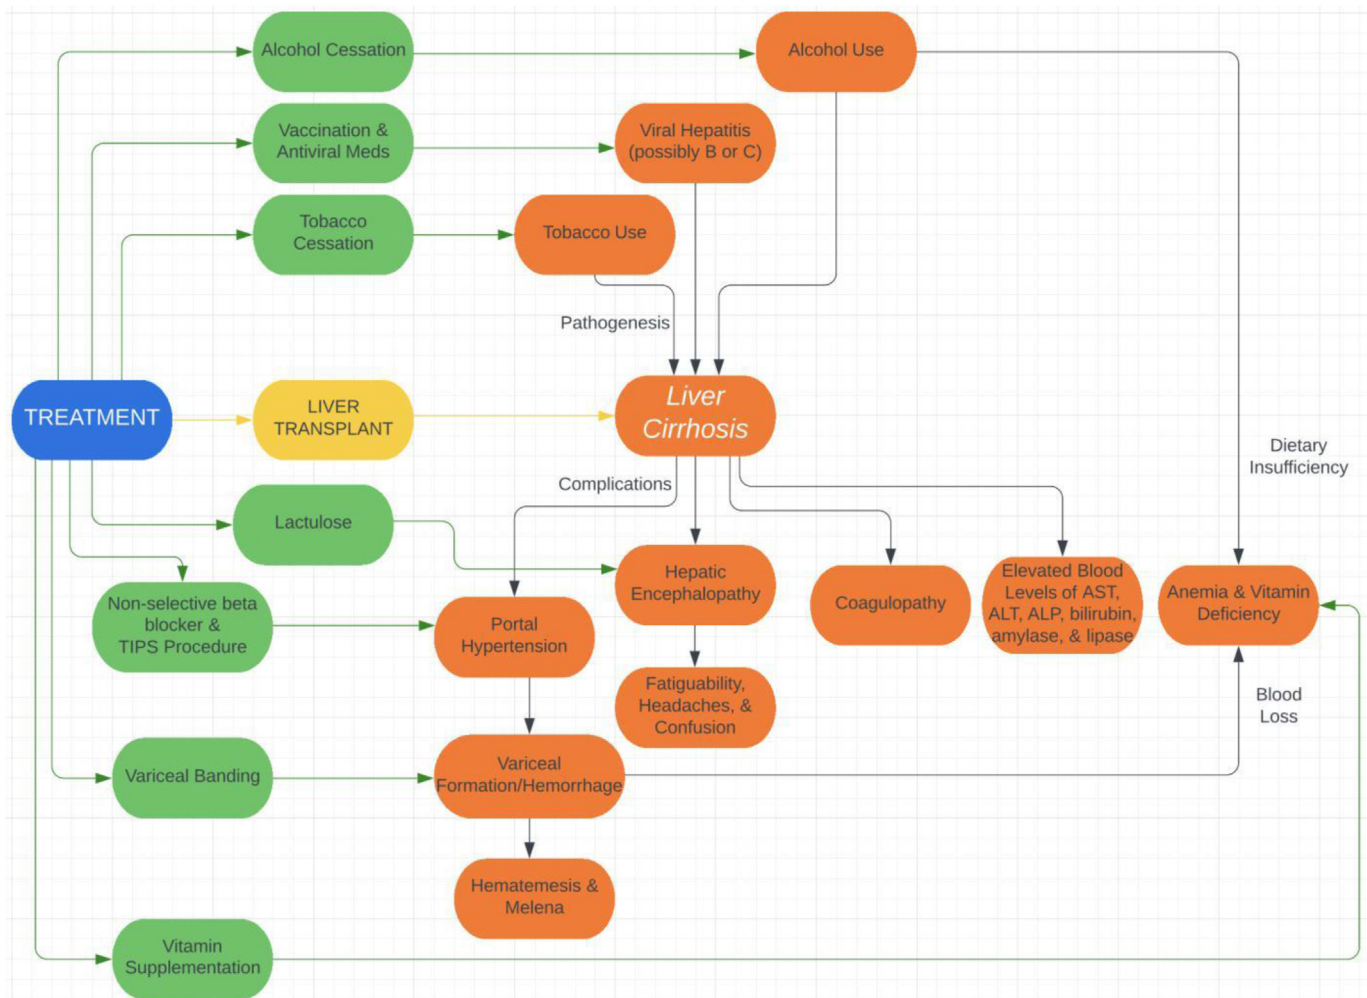 Alcohol Cessation
Alcohol Use
Vaccination &
Antiviral Meds
Viral Hepatitis
(possibly B or C)
Tobacco
Cessation
Tobacco Use
Pathogenesis
TREATMENT
LIVER
TRANSPLANT
Liver
Cirrhosis
Dietary
Insufficiency
Complications
Lactulose
Hepatic
Encephalopathy
Coagulopathy
Elevated Blood
Levels of AST,
ALT, ALP, bilirubin,
amylase, & lipase
Anemia & Vitamin
Deficiency
Non-selective beta
blocker &
TIPS Procedure
Portal
Hypertension
Fatiguability,
Headaches, &
Confusion
Blood
Loss
Variceal Banding
Variceal
Formation/Hemorrhage
Hematemesis &
Melena
Vitamin
Supplementation